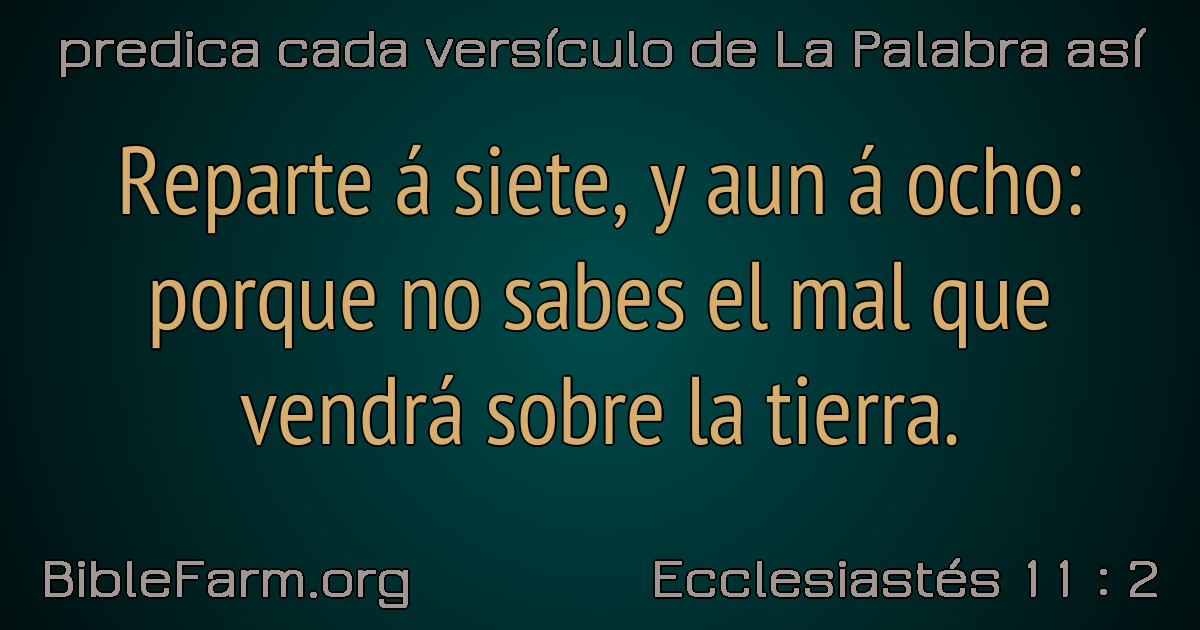 predica cada versículo de La Palabra así
Reparte á siete, y aun á ocho:
porque no sabes el mal que
vendrá sobre la tierra.
BibleFarm.org
Ecclesiastés 11 : 2